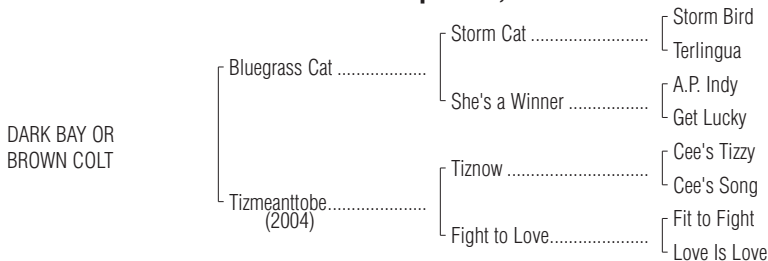 Storm Bird
Storm Cat ......................
Terlingua
Bluegrass Cat ...................
A.P. Indy
She's a Winner ...............
Get Lucky
DARK BAY OR
BROWN COLT
Cee's Tizzy
Tiznow ..........................
Cee's Song
Tizmeanttobe....................
(2004)
Fit to Fight
Fight to Love....................
Love Is Love